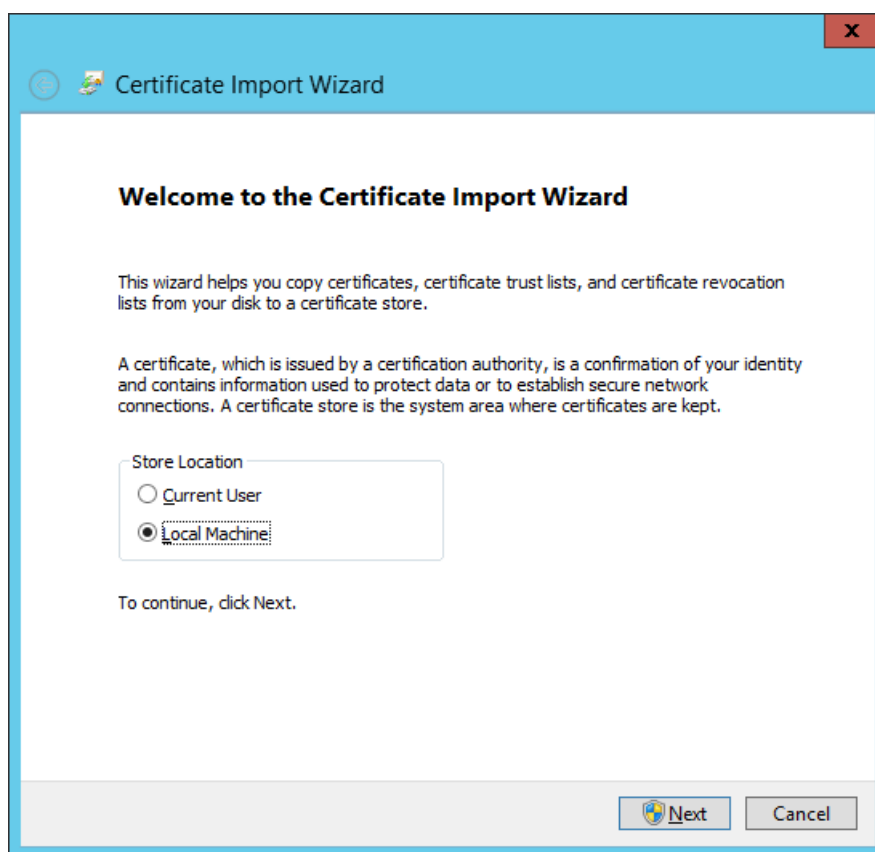 x
Certificate Import Wizard
Welcome to the Certificate Import Wizard
This wizard helps you copy certificates, certificate trust lists, and certificate revocation
lists from your disk to a certificate store.
A certificate, which is issued by a certification authority, is a confirmation of your identity
and contains information used to protect data or to establish secure network
connections. A certificate store is the system area where certificates are kept.
Store Location
Current User
Local Machine
To continue, click Next.
Next Cancel